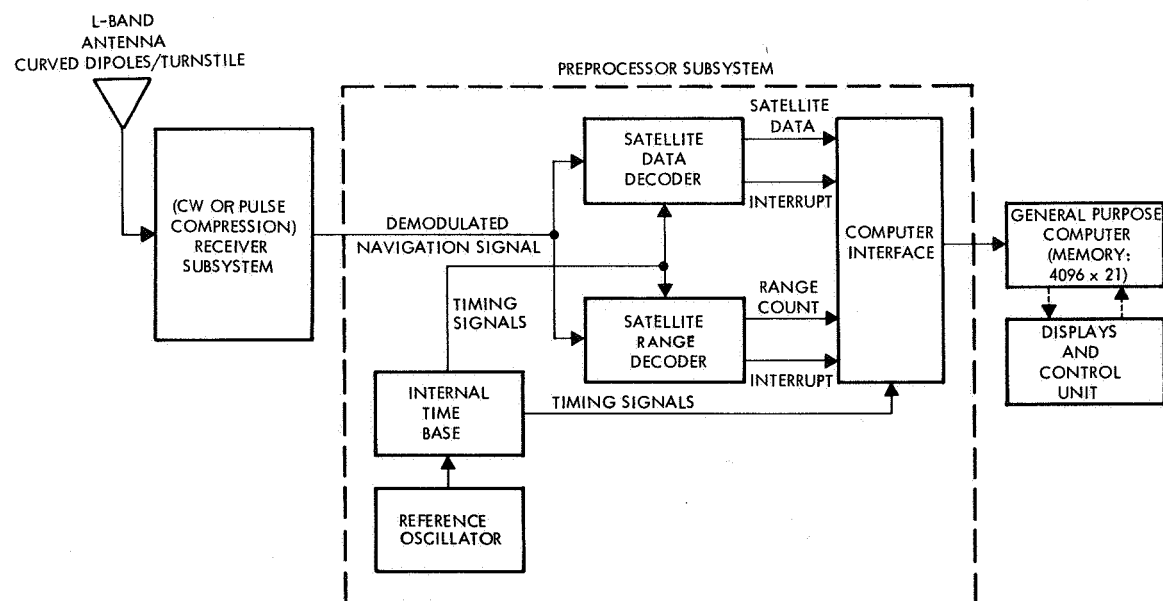 L-BAND
ANTENNA
CURVED DIPOLES/TURNSTILE
PREPROCESSOR SUBSYSTEM
(CW OR PULSE
COMPRESSION)
RECEIVER
SUBSYSTEM
DEMODULATED
NAVIGATION SIGNAL
SATELLITE
DATA
DECODER
SATELLITE
DATA
INTERRUPT
COMPUTER
INTERFACE
GENERAL PURPOSE
COMPUTER
(MEMORY:
4096 x 21)
TIMING
SIGNALS
SATELLITE
RANGE
DECODER
RANGE
COUNT
INTERRUPT
DISPLAYS
AND
CONTROL
UNIT
INTERNAL
TIME
BASE
TIMING SIGNALS
REFERENCE
OSCILLATOR